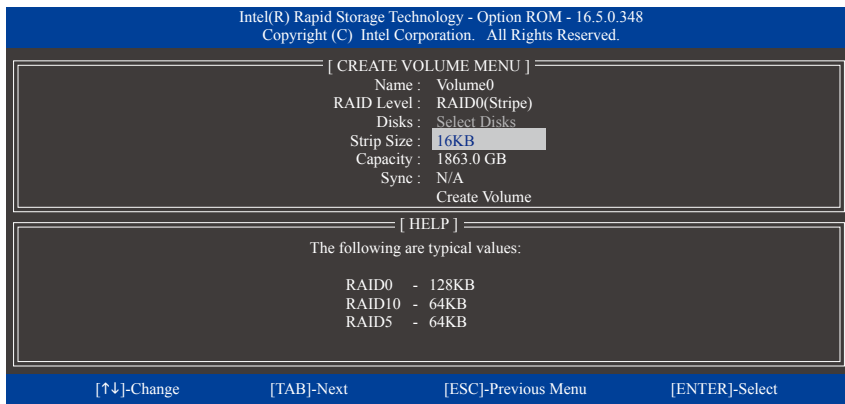 Intel(R) Rapid Storage Technology - Option ROM - 16.5.0.348
Copyright (C) Intel Corporation. All Rights Reserved.
[ CREATE VOLUME MENU ]
Name : Volume0
RAID Level : RAID0(Stripe)
Disks : Select Disks
Strip Size : 16KB
Capacity : 1863.0 GB
Sync : N/A
Create Volume
[ HELP ]
The following are typical values:
RAID0 - 128KB
RAID10 - 64KB
RAID5 - 64KB
[↑↓]-Change [TAB]-Next [ESC]-Previous Menu [ENTER]-Select